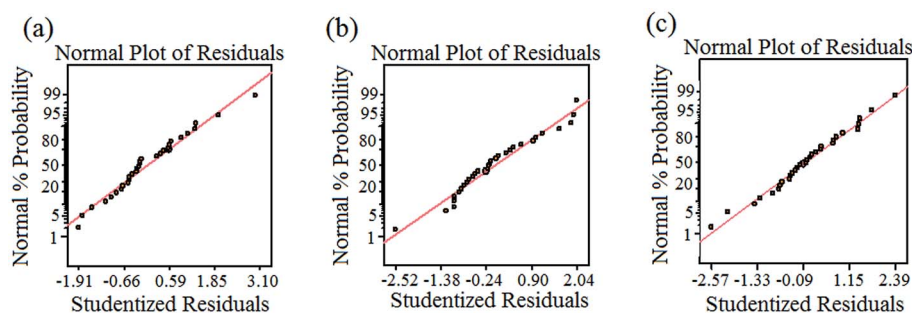 (a)
Normal Plot of Residuals
Normal % Probability
99
95
80
50
20
5
1
-1.91 -0.66 0.59 1.85 3.10
Studentized Residuals
(b)
Normal Plot of Residuals
Normal % Probability
99
95
80
50
20
5
1
-2.52 -1.38 -0.24 0.90 2.04
Studentized Residuals
(c)
Normal Plot of Residuals
Normal % Probability
99
95
80
50
20
5
1
-2.57 -1.33 -0.09 1.15 2.39
Studentized Residuals